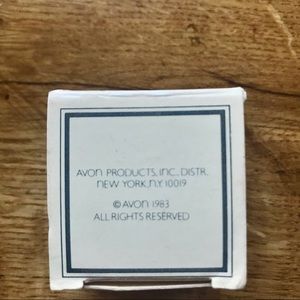 AVON PRODUCTS, INC., DISTR.
NEW YORK, N.Y. 10019
© AVON 1983
ALL RIGHTS RESERVED